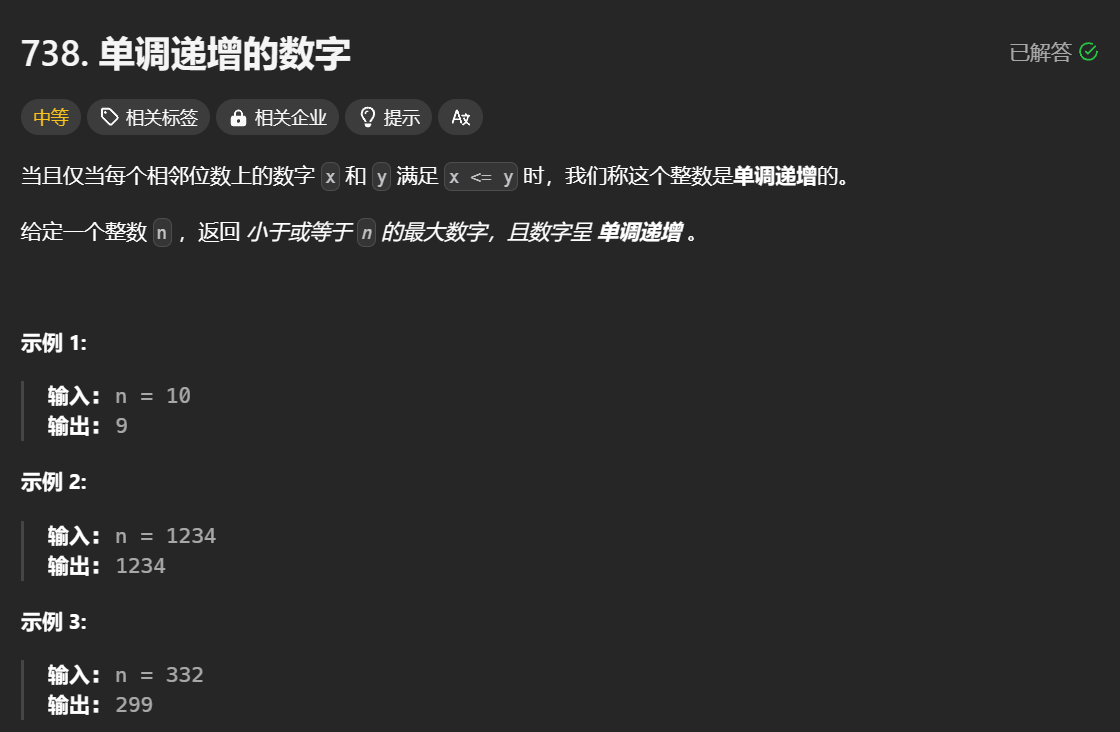 738. 单调递增的数字
已解答
中等 相关标签 相关企业 提示 Aあ
当且仅当每个相邻位数上的数字 x 和 y 满足 x <= y 时，我们称这个整数是单调递增的。
给定一个整数 n ，返回 小于或等于 n 的最大数字，且数字呈 单调递增 。
示例 1:
输入: n = 10
输出: 9
示例 2:
输入: n = 1234
输出: 1234
示例 3:
输入: n = 332
输出: 299